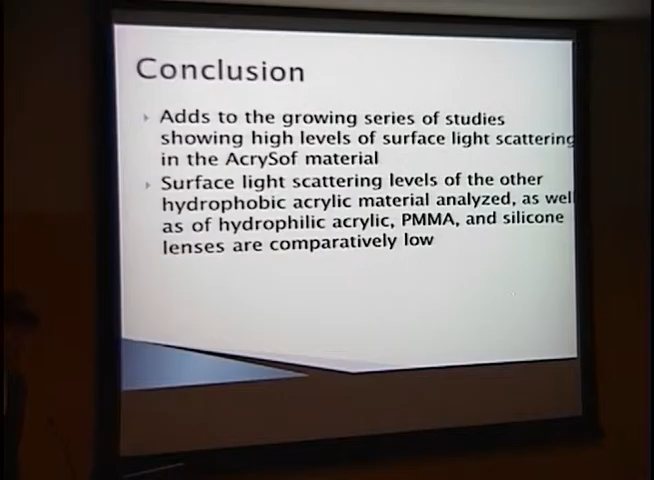 Conclusion
Adds to the growing series of studies
showing high levels of surface light scattering
in the AcrySof material
Surface light scattering levels of the other
hydrophobic acrylic material analyzed, as well
as of hydrophilic acrylic, PMMA, and silicone
lenses are comparatively low